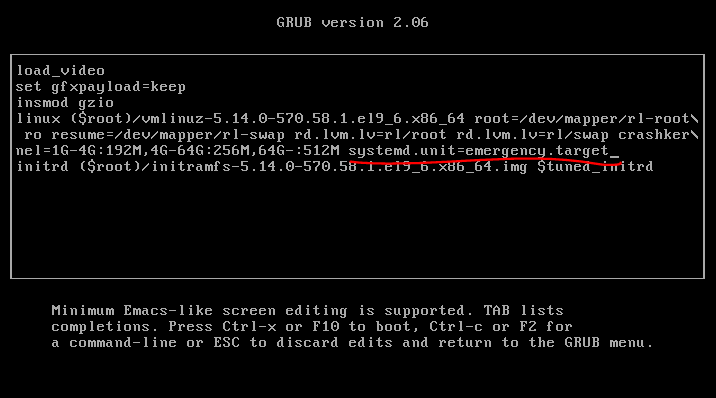 GRUB version 2.06
load_video
set gfxpayload=keep
insmod gzio
linux ($root)/vmlinuz-5.14.0-570.58.1.el9_6.x86_64 root=/dev/mapper/rl-root\
ro resume=/dev/mapper/rl-swap rd.lvm.lv=rl/root rd.lvm.lv=rl/swap crashker\
nel=1G-4G:192M,4G-64G:256M,64G-:512M systemd.unit=emergency.target_
initrd ($root)/initramfs-5.14.0-570.58.1.el9_6.x86_64.img $tuned_initrd
Minimum Emacs-like screen editing is supported. TAB lists
completions. Press Ctrl-x or F10 to boot, Ctrl-c or F2 for
a command-line or ESC to discard edits and return to the GRUB menu.